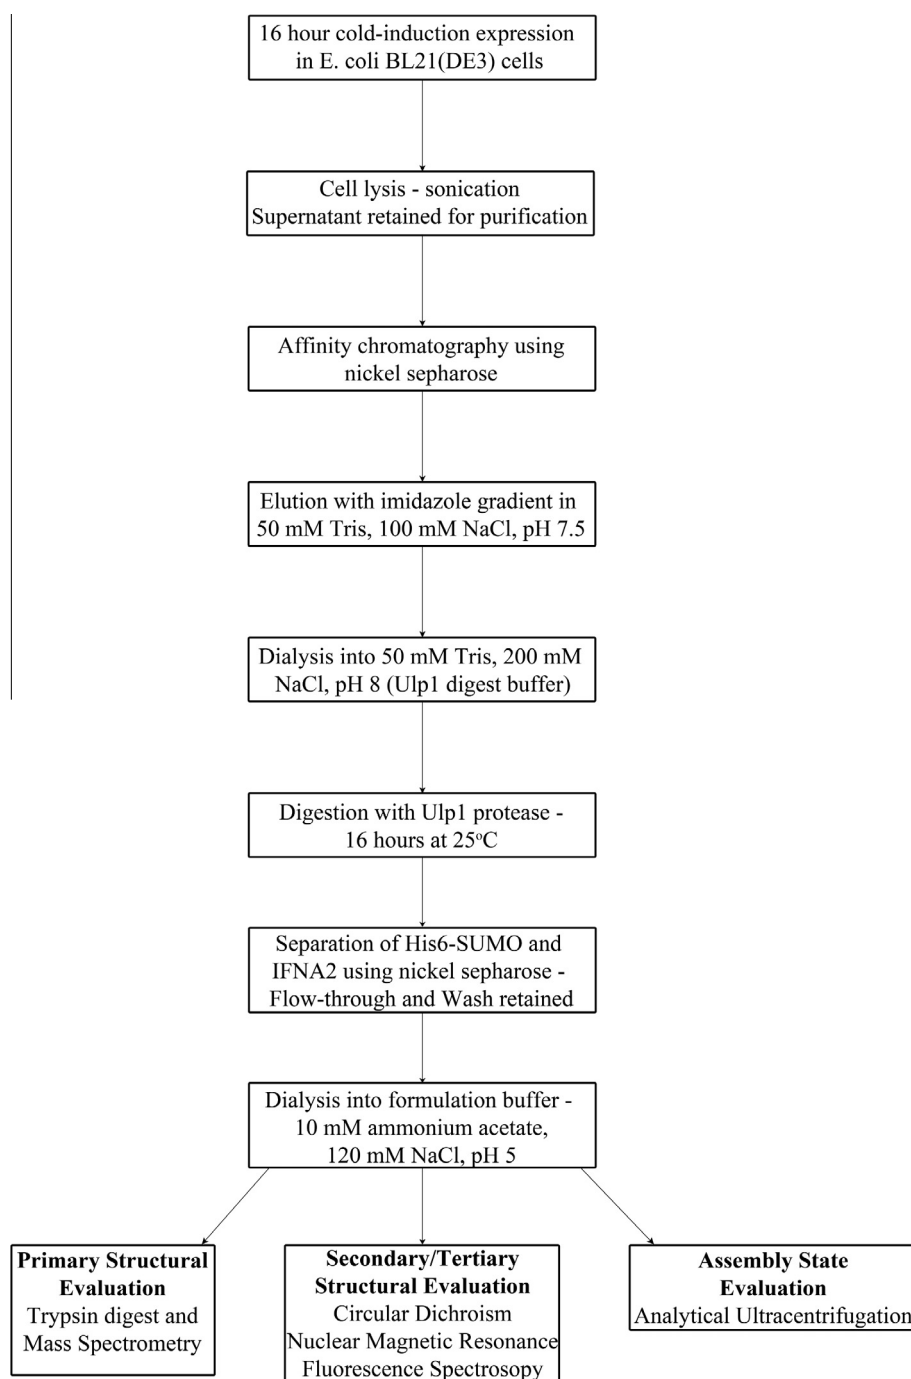 16 hour cold-induction expression
in E. coli BL21(DE3) cells
Cell lysis - sonication
Supernatant retained for purification
Affinity chromatography using
nickel sepharose
Elution with imidazole gradient in
50 mM Tris, 100 mM NaCl, pH 7.5
Dialysis into 50 mM Tris, 200 mM
NaCl, pH 8 (Ulp1 digest buffer)
Digestion with Ulp1 protease -
16 hours at 25°C
Separation of His6-SUMO and
IFNA2 using nickel sepharose -
Flow-through and Wash retained
Dialysis into formulation buffer -
10 mM ammonium acetate,
120 mM NaCl, pH 5
Primary Structural
Evaluation
Trypsin digest and
Mass Spectrometry
Secondary/Tertiary
Structural Evaluation
Circular Dichroism
Nuclear Magnetic Resonance
Fluorescence Spectrosopy
Assembly State
Evaluation
Analytical Ultracentrifugation